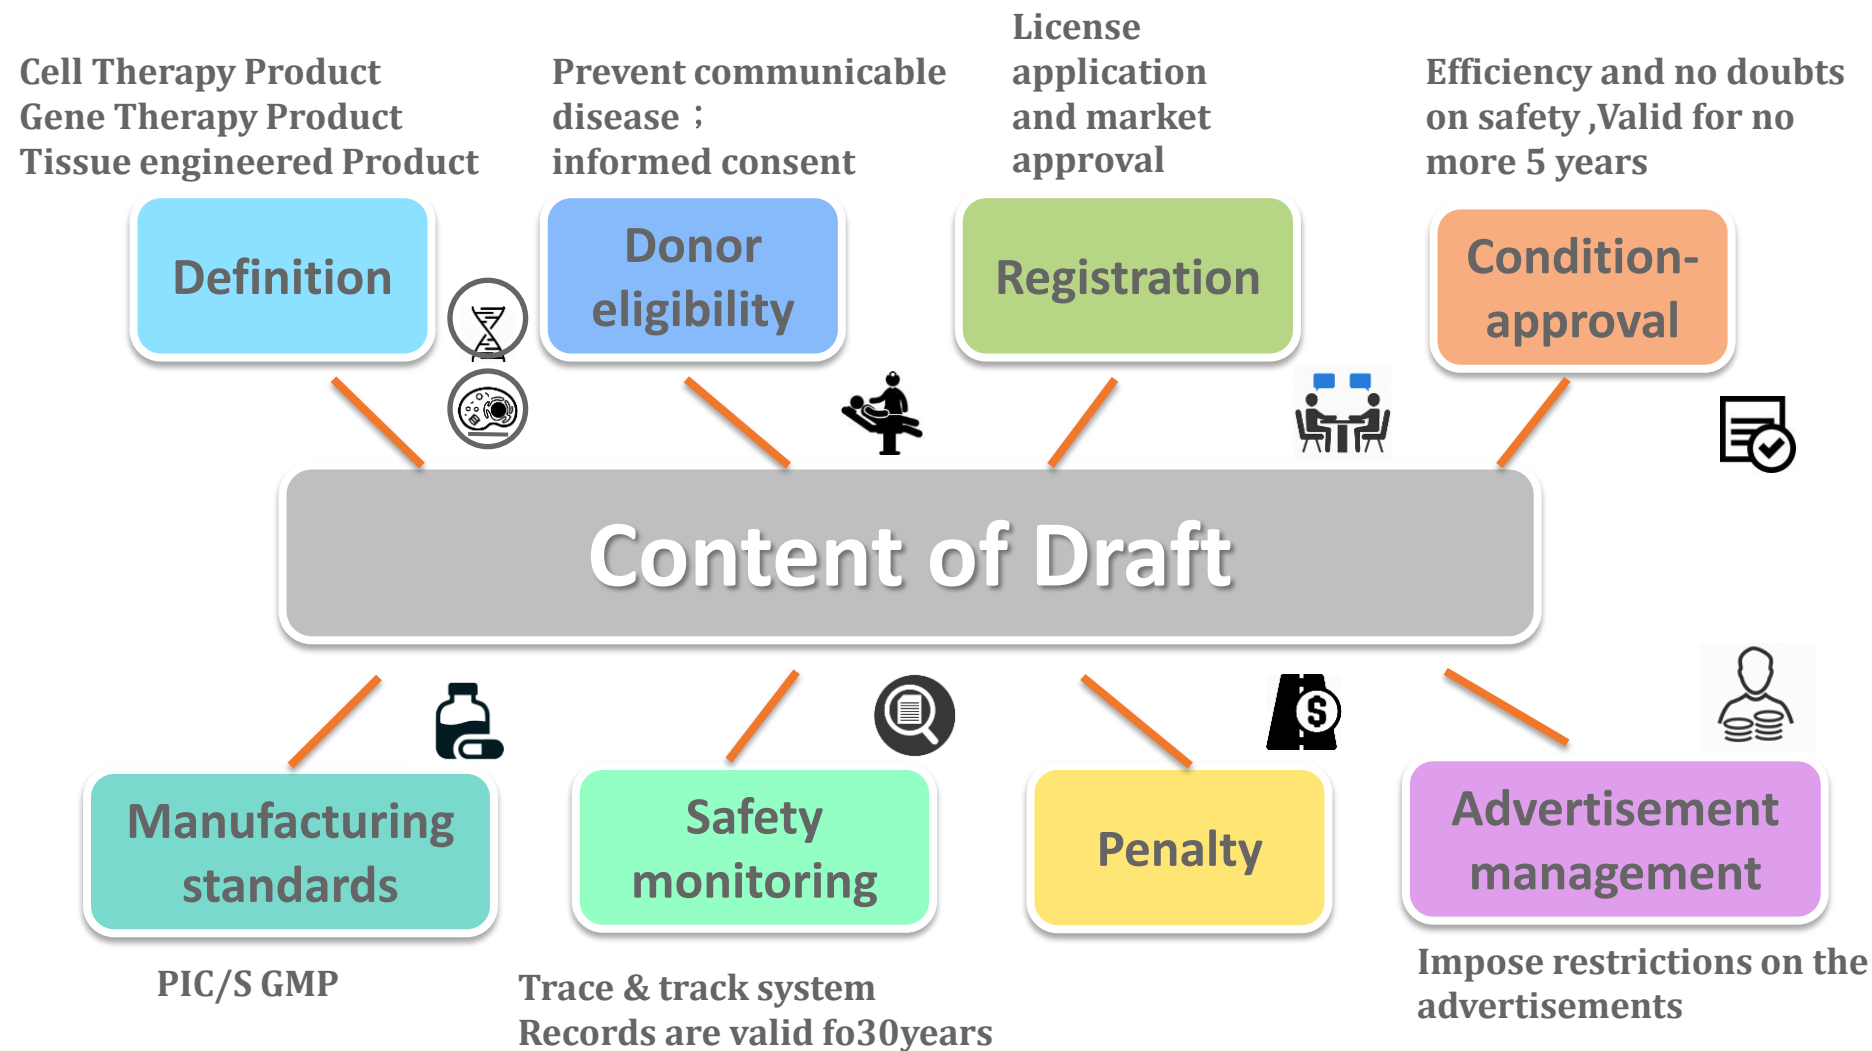 Cell Therapy Product
Gene Therapy Product
Tissue engineered Product
Prevent communicable
disease；
informed consent
License
application
and market
approval
Efficiency and no doubts
on safety ,Valid for no
more 5 years
Definition
Donor
eligibility
Registration
Condition-
approval
Content of Draft
$
Manufacturing
standards
Safety
monitoring
Penalty
Advertisement
management
PIC/S GMP
Trace & track system
Records are valid fo30years
Impose restrictions on the
advertisements